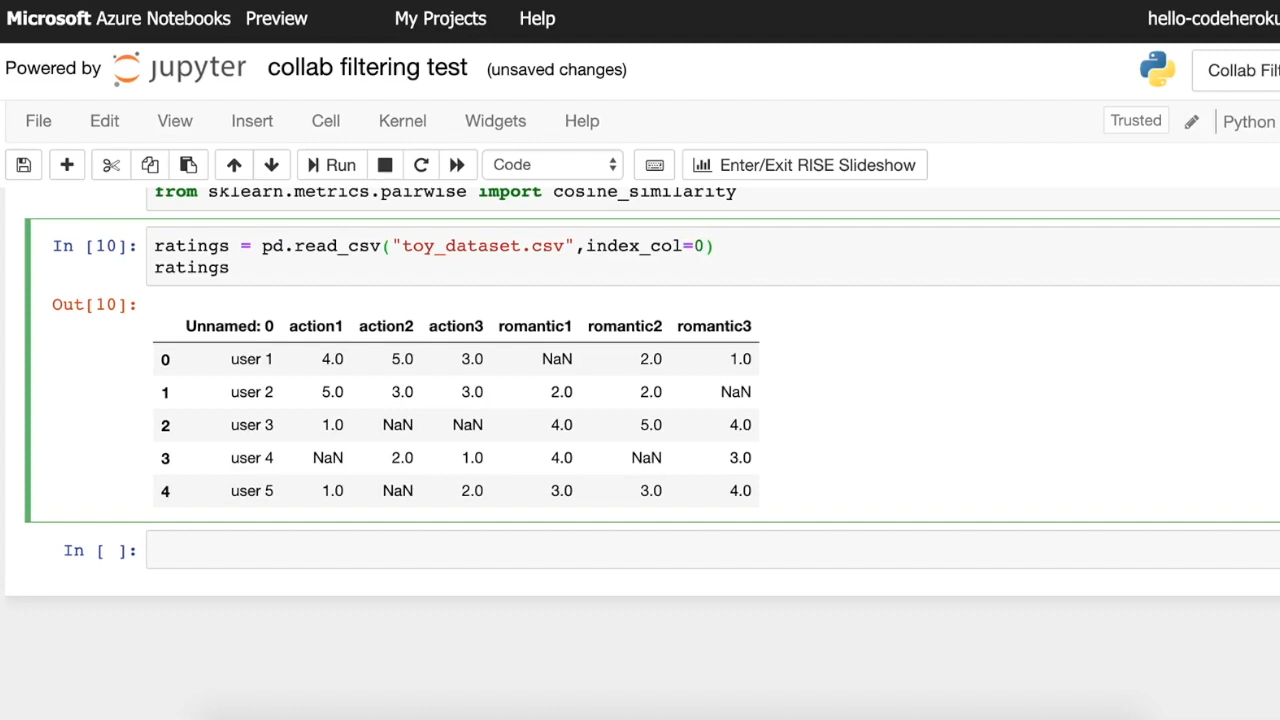 Microsoft Azure Notebooks Preview My Projects Help hello-codeheroku
Powered by jupyter collab filtering test (unsaved changes) Collab Filt
File Edit View Insert Cell Kernel Widgets Help Trusted Python
Run Code Enter/Exit RISE Slideshow
from sklearn.metrics.pairwise import cosine_similarity
In [10]: ratings = pd.read_csv("toy_dataset.csv",index_col=0)
ratings
Out[10]:
Unnamed: 0 action1 action2 action3 romantic1 romantic2 romantic3
0 user 1 4.0 5.0 3.0 NaN 2.0 1.0
1 user 2 5.0 3.0 3.0 2.0 2.0 NaN
2 user 3 1.0 NaN NaN 4.0 5.0 4.0
3 user 4 NaN 2.0 1.0 4.0 NaN 3.0
4 user 5 1.0 NaN 2.0 3.0 3.0 4.0
In [ ]: